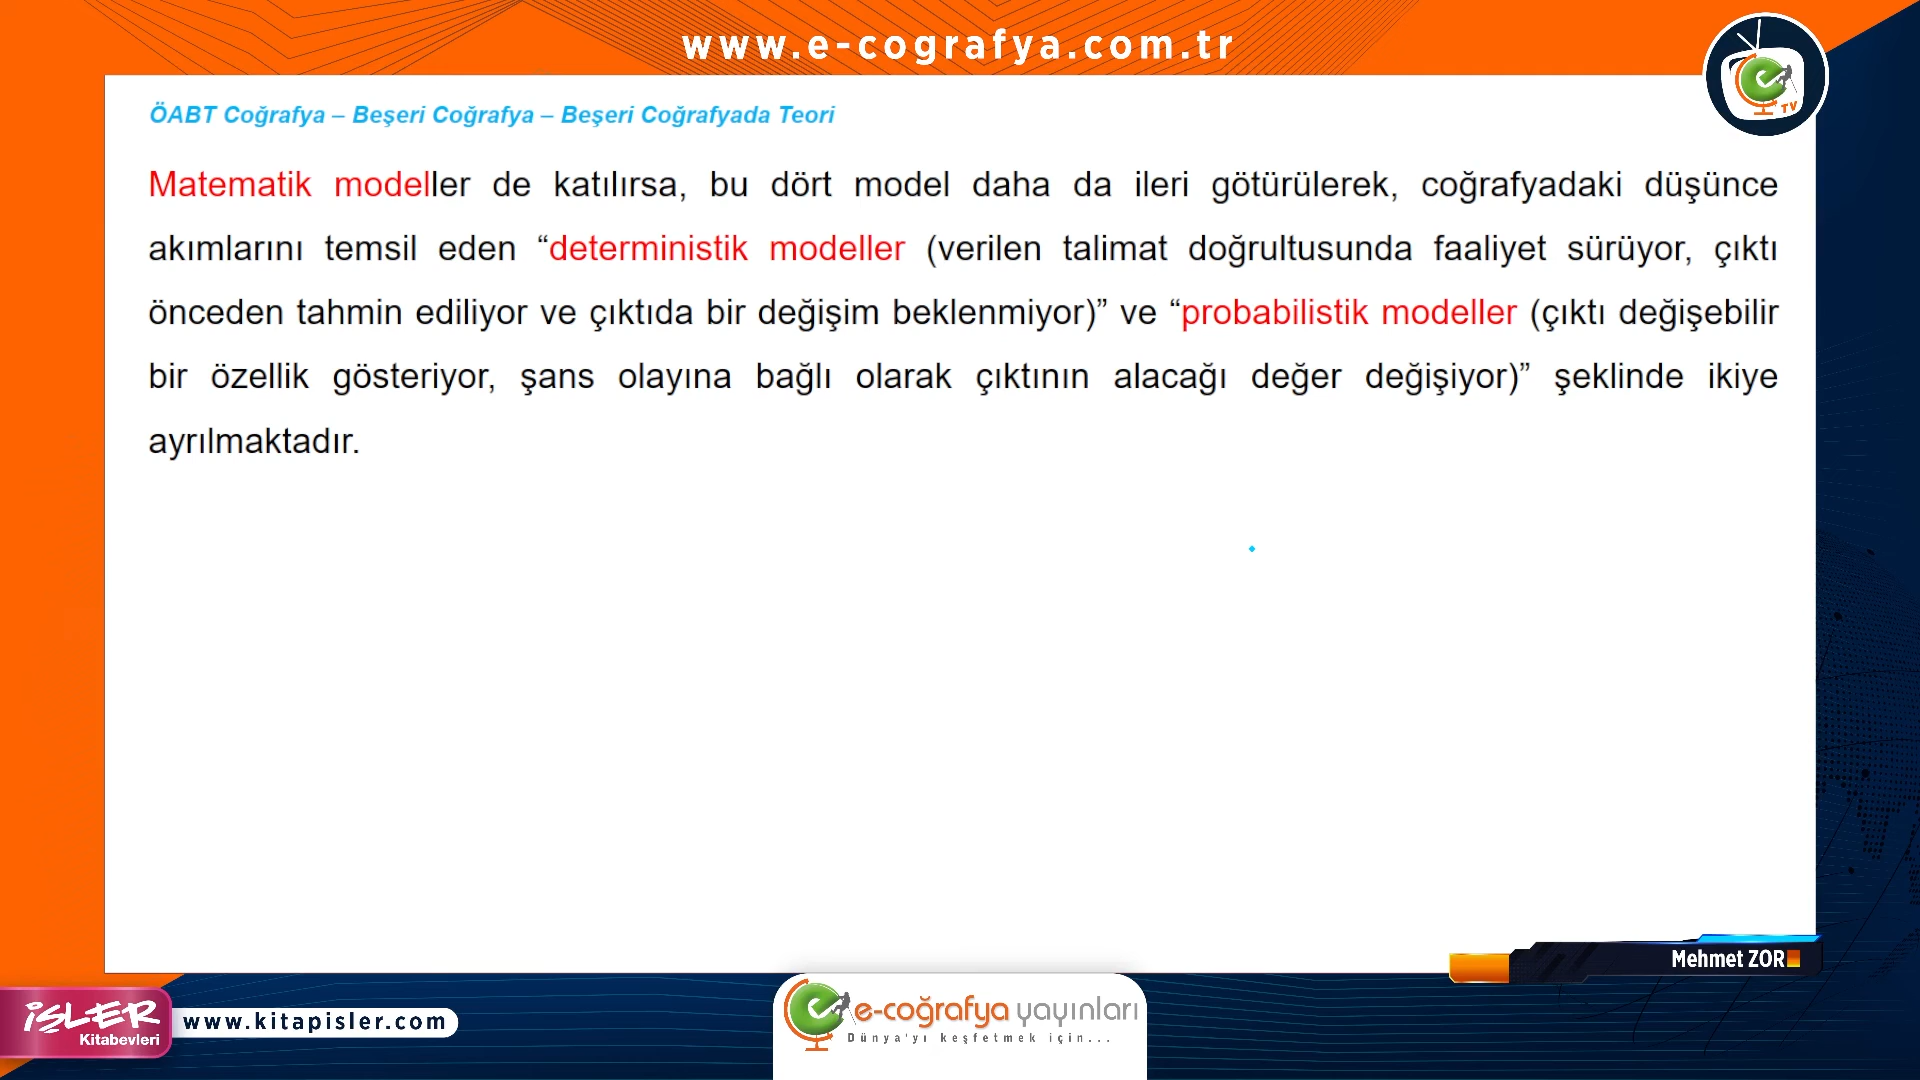 www.e-cografya.com.tr
TV
ÖABT Coğrafya – Beşeri Coğrafya – Beşeri Coğrafyada Teori
Matematik modeller de katılırsa, bu dört model daha da ileri götürülerek, coğrafyadaki düşünce
akımlarını temsil eden “deterministik modeller (verilen talimat doğrultusunda faaliyet sürüyor, çıktı
önceden tahmin ediliyor ve çıktıda bir değişim beklenmiyor)” ve “probabilistik modeller (çıktı değişebilir
bir özellik gösteriyor, şans olayına bağlı olarak çıktının alacağı değer değişiyor)” şeklinde ikiye
ayrılmaktadır.
Mehmet ZOR
İŞLER
Kitabevleri
www.kitapisler.com
e-coğrafya yayınları
Dünya'yı keşfetmek için...